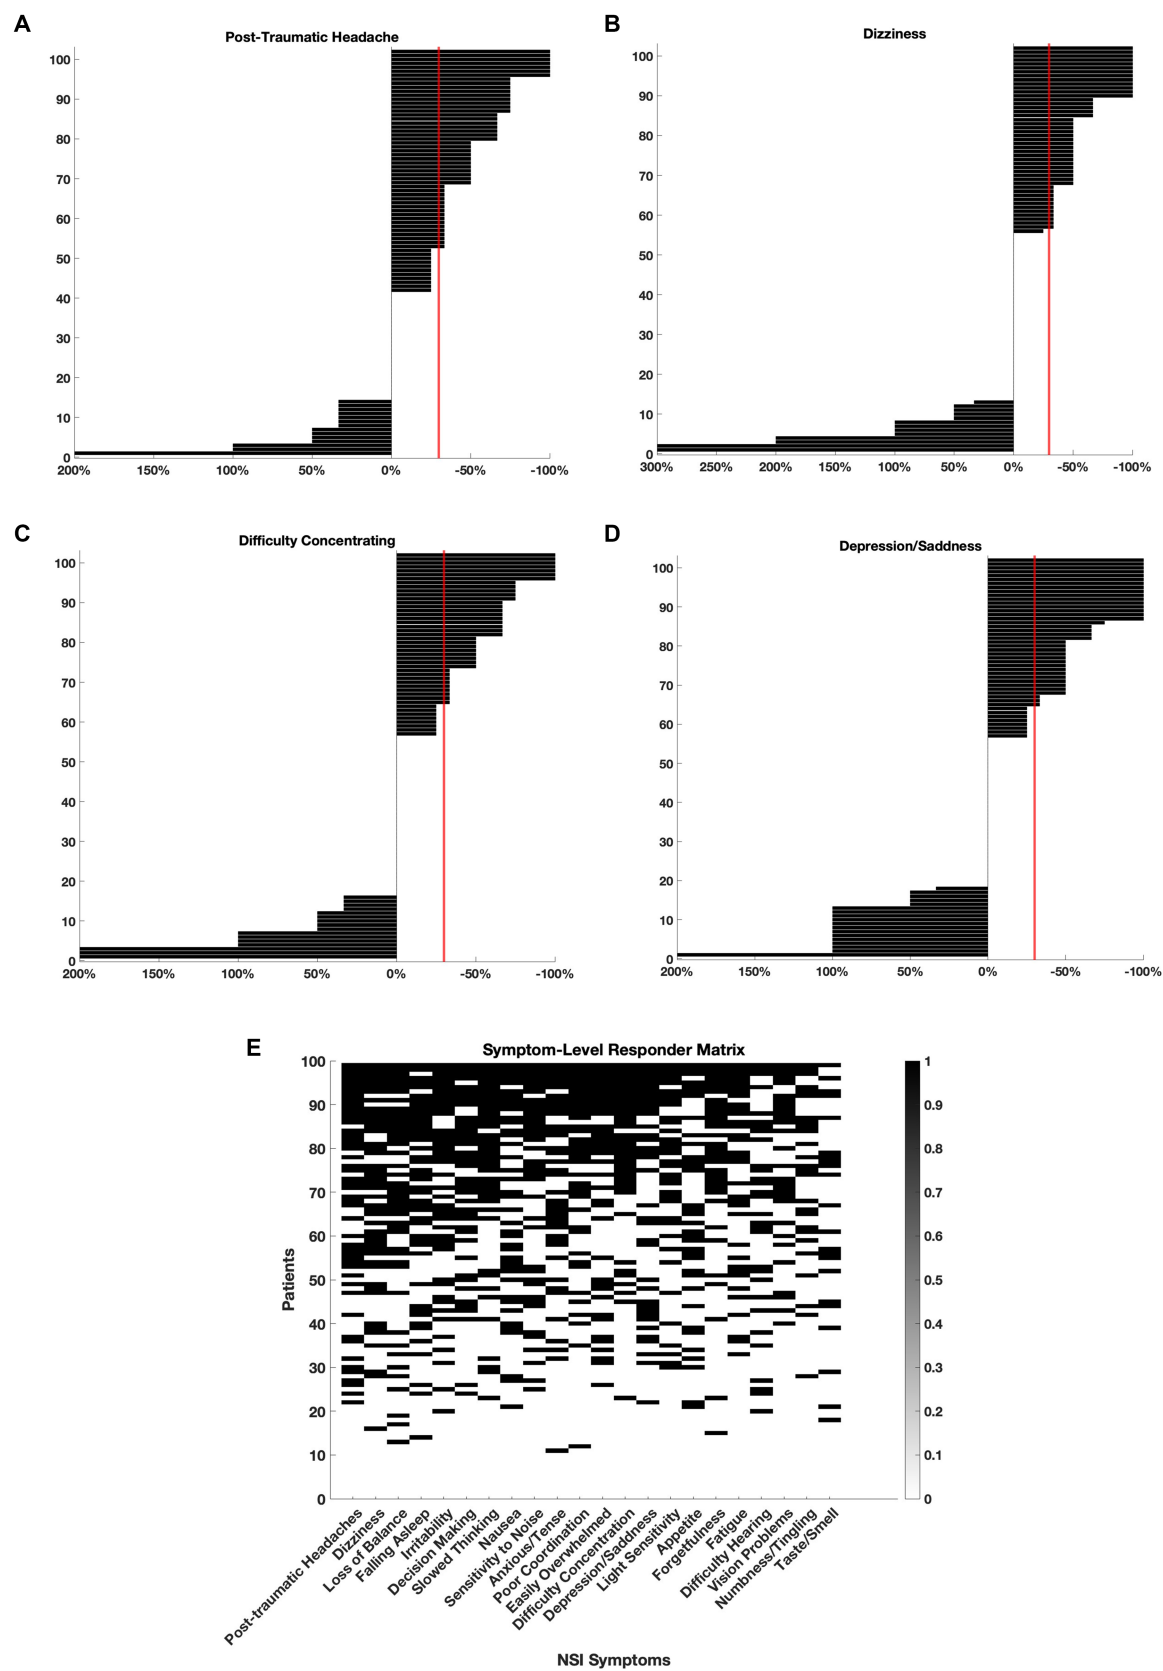 A
Post-Traumatic Headache
100
90
80
70
60
50
40
30
20
10
0
200% 150% 100% 50% 0% -50% -100%
B
Dizziness
100
90
80
70
60
50
40
30
20
10
0
300% 250% 200% 150% 100% 50% 0% -50% -100%
C
Difficulty Concentrating
100
90
80
70
60
50
40
30
20
10
0
200% 150% 100% 50% 0% -50% -100%
D
Depression/Saddness
100
90
80
70
60
50
40
30
20
10
0
200% 150% 100% 50% 0% -50% -100%
E
Symptom-Level Responder Matrix
Patients
100
90
80
70
60
50
40
30
20
10
0
1
0.9
0.8
0.7
0.6
0.5
0.4
0.3
0.2
0.1
0
Post-traumatic Headaches
Dizziness
Loss of Balance
Falling Asleep
Irritability
Decision Making
Slowed Thinking
Nausea
Sensitivity to Noise
Anxious/Tense
Poor Coordination
Easily Overwhelmed
Difficulty Concentration
Depression/Saddness
Light Sensitivity
Appetite
Forgetfulness
Fatigue
Difficulty Hearing
Vision Problems
Numbness/Tingling
Taste/Smell
NSI Symptoms